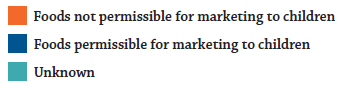 Foods not permissible for marketing to children
Foods permissible for marketing to children
Unknown